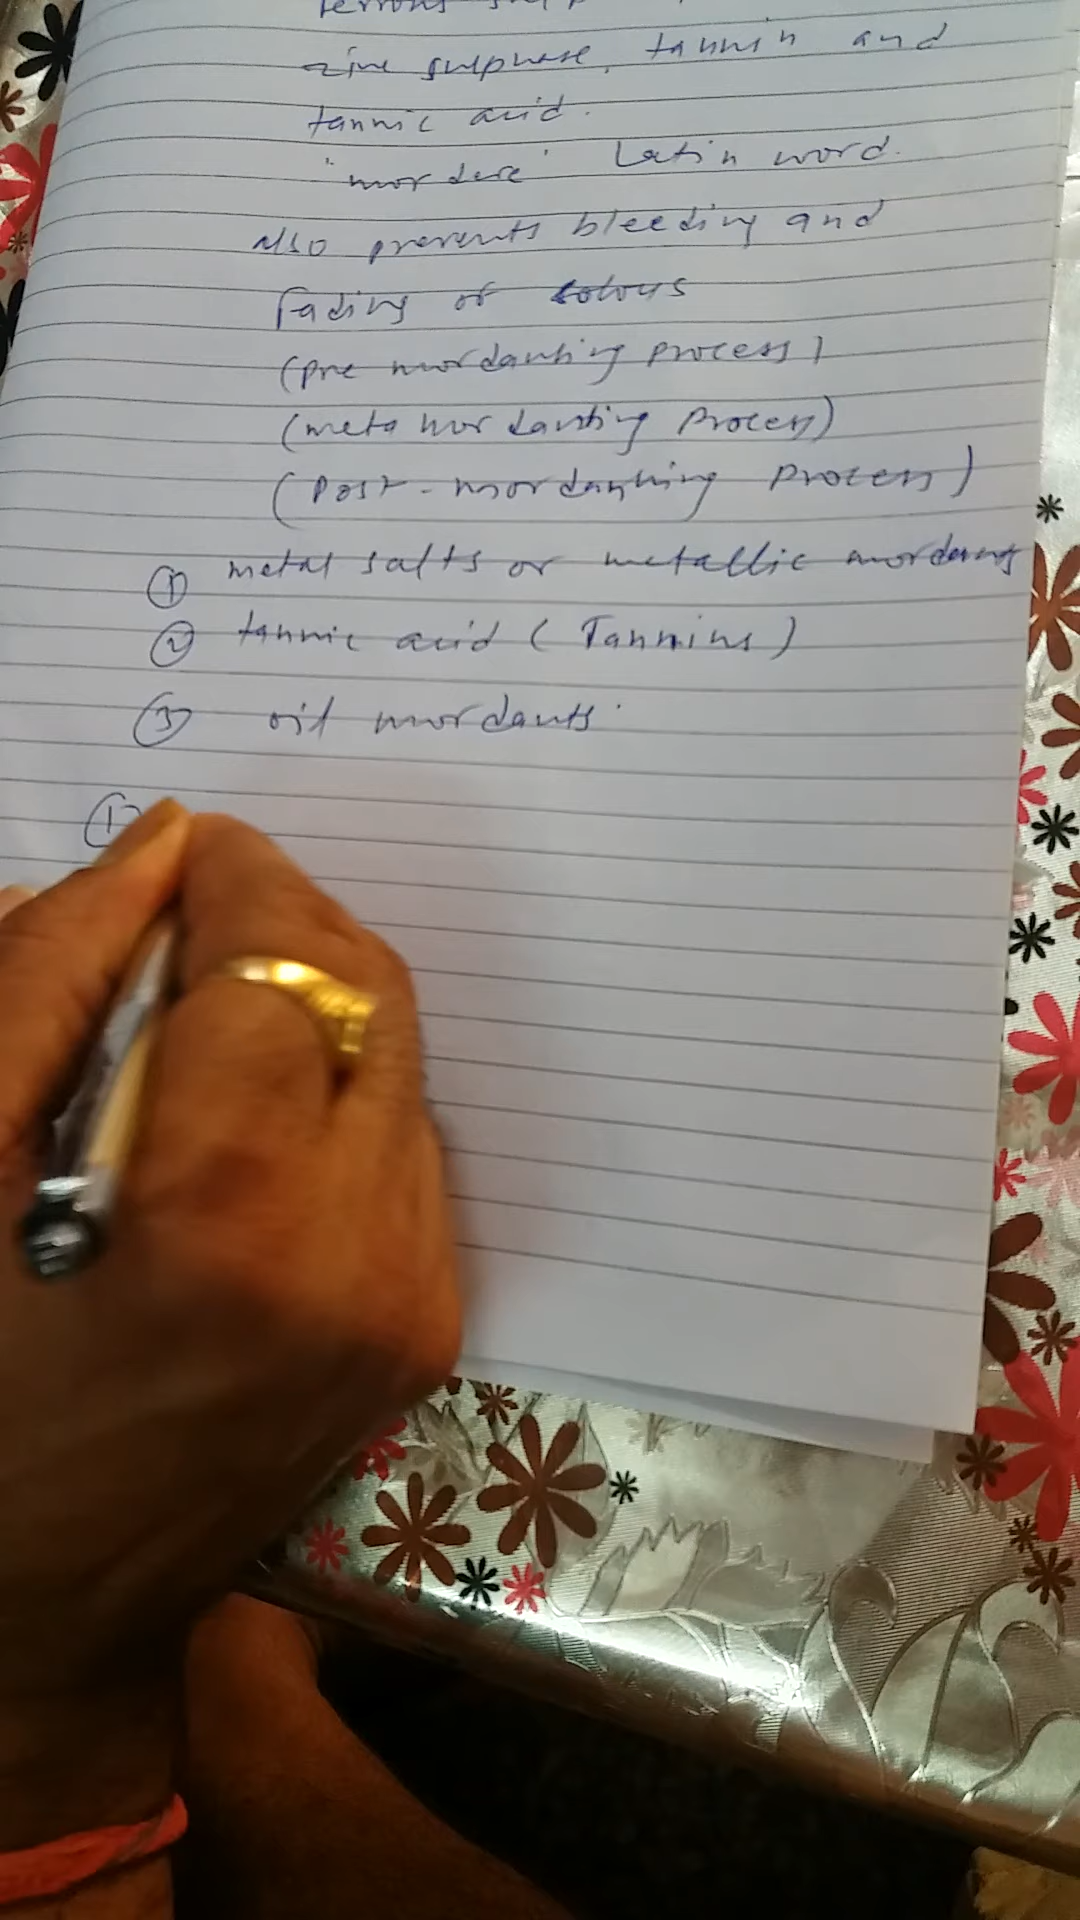 zinc sulphate, tannin and
tannic acid.
"mordere" Latin word.
also prevents bleeding and
fading of colours
(pre mordanting process)
(meta mordanting Process)
(Post-mordanting Process)
① metal salts or metallic mordants
② tannic acid (Tannins)
③ oil mordants.
①